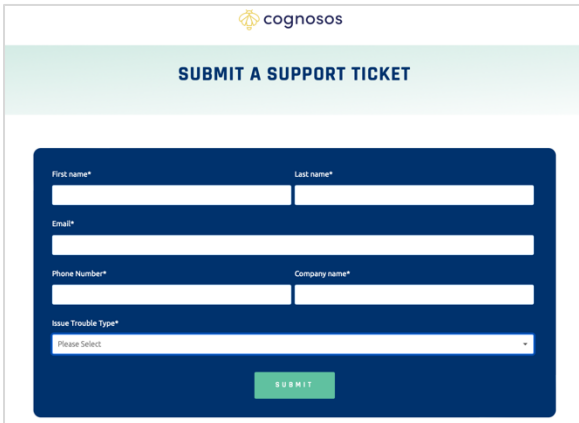 cognosos
SUBMIT A SUPPORT TICKET
First name* Last name*
Email*
Phone Number* Company name*
Issue Trouble Type*
Please Select
SUBMIT